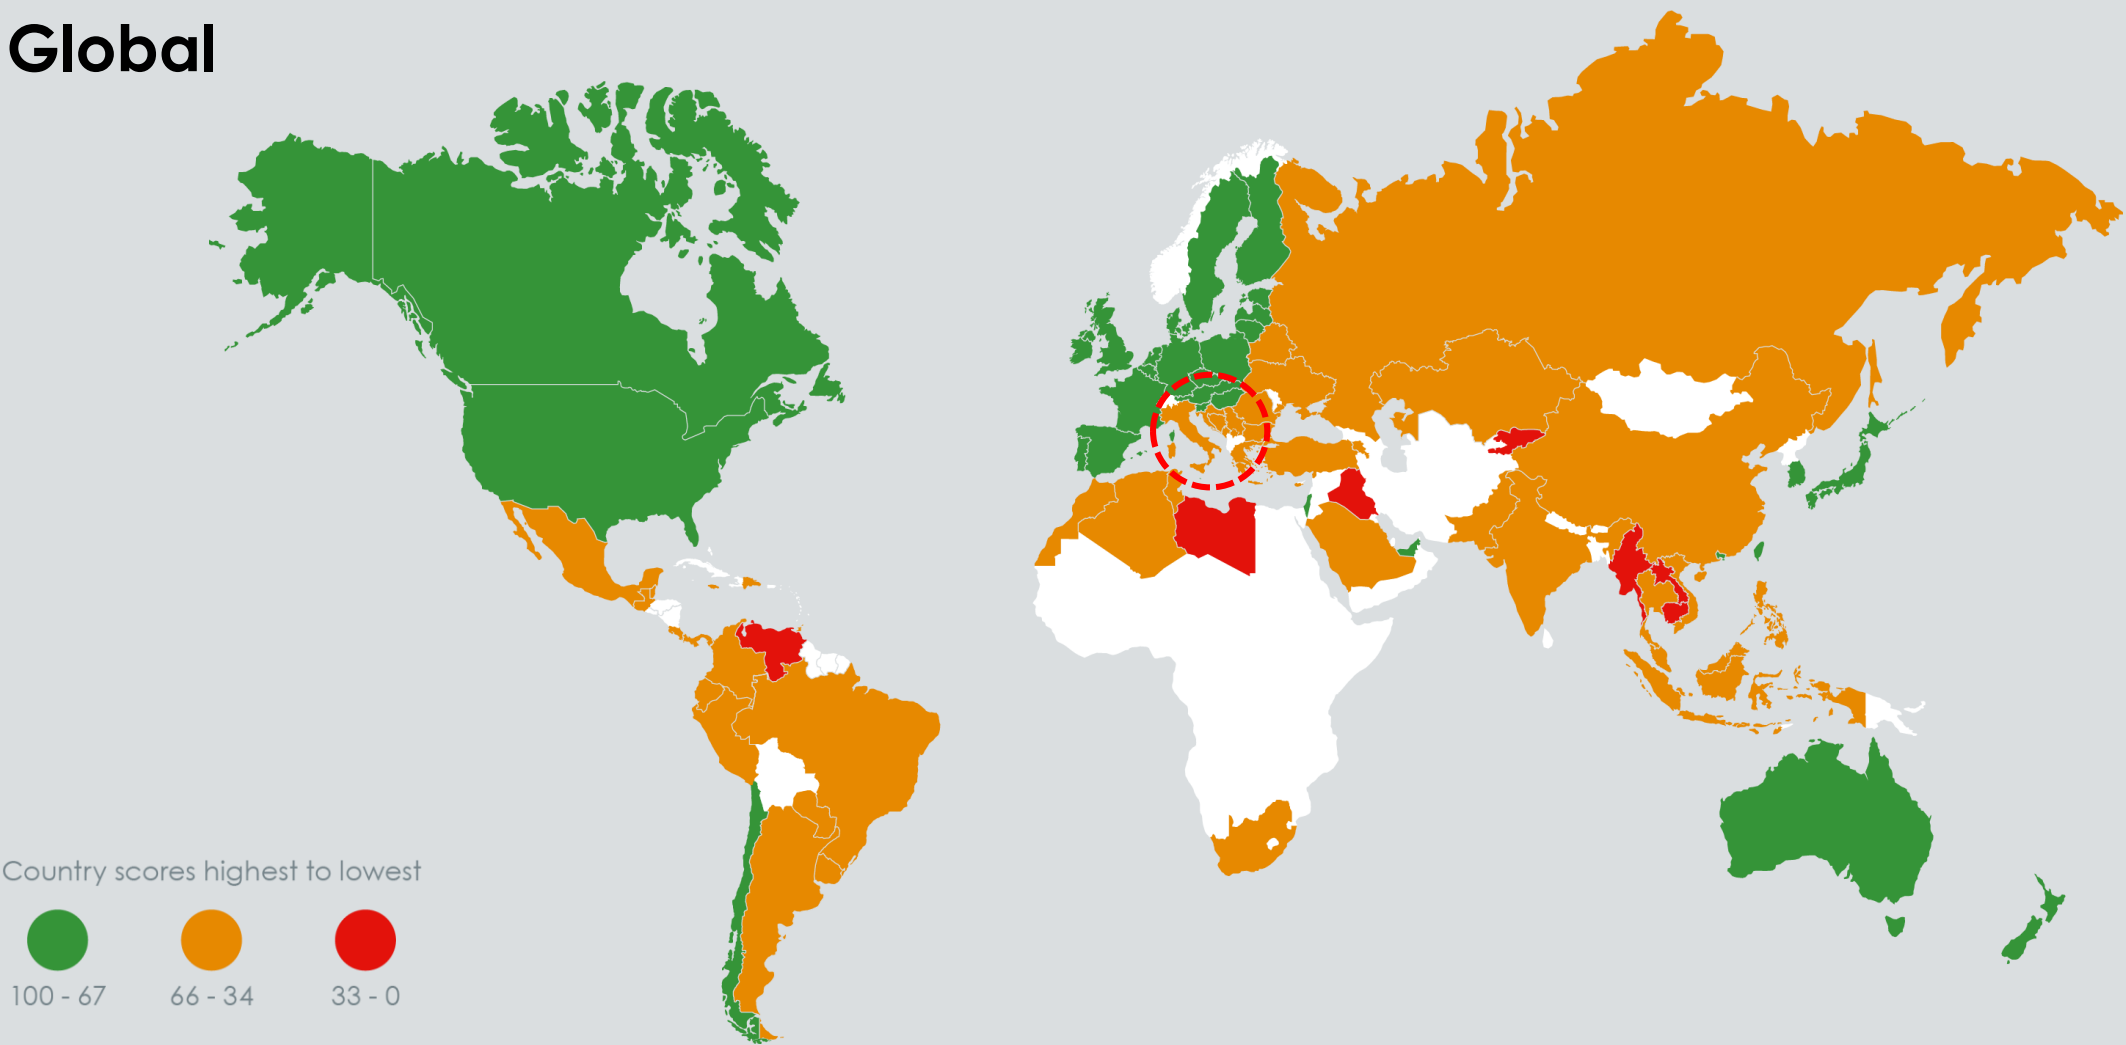 Global
Country scores highest to lowest
100 - 67 66 - 34 33 - 0